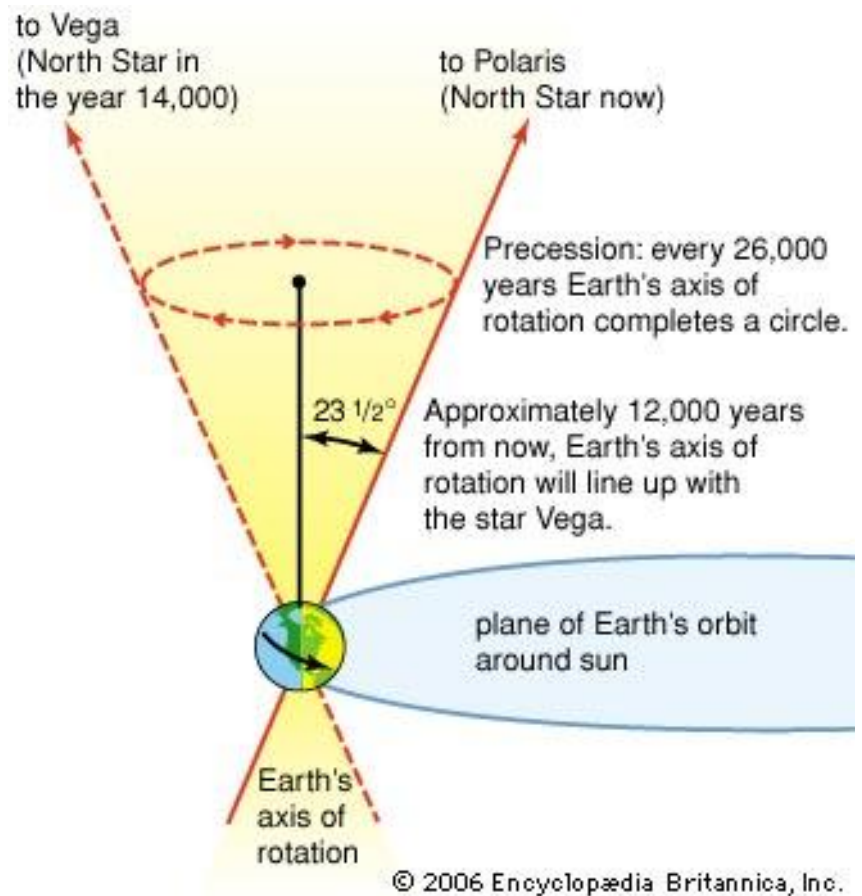 to Vega
(North Star in
the year 14,000)
to Polaris
(North Star now)
Precession: every 26,000
years Earth's axis of
rotation completes a circle.
23 1/2°
Approximately 12,000 years
from now, Earth's axis of
rotation will line up with
the star Vega.
plane of Earth's orbit
around sun
Earth's
axis of
rotation
© 2006 Encyclopædia Britannica, Inc.